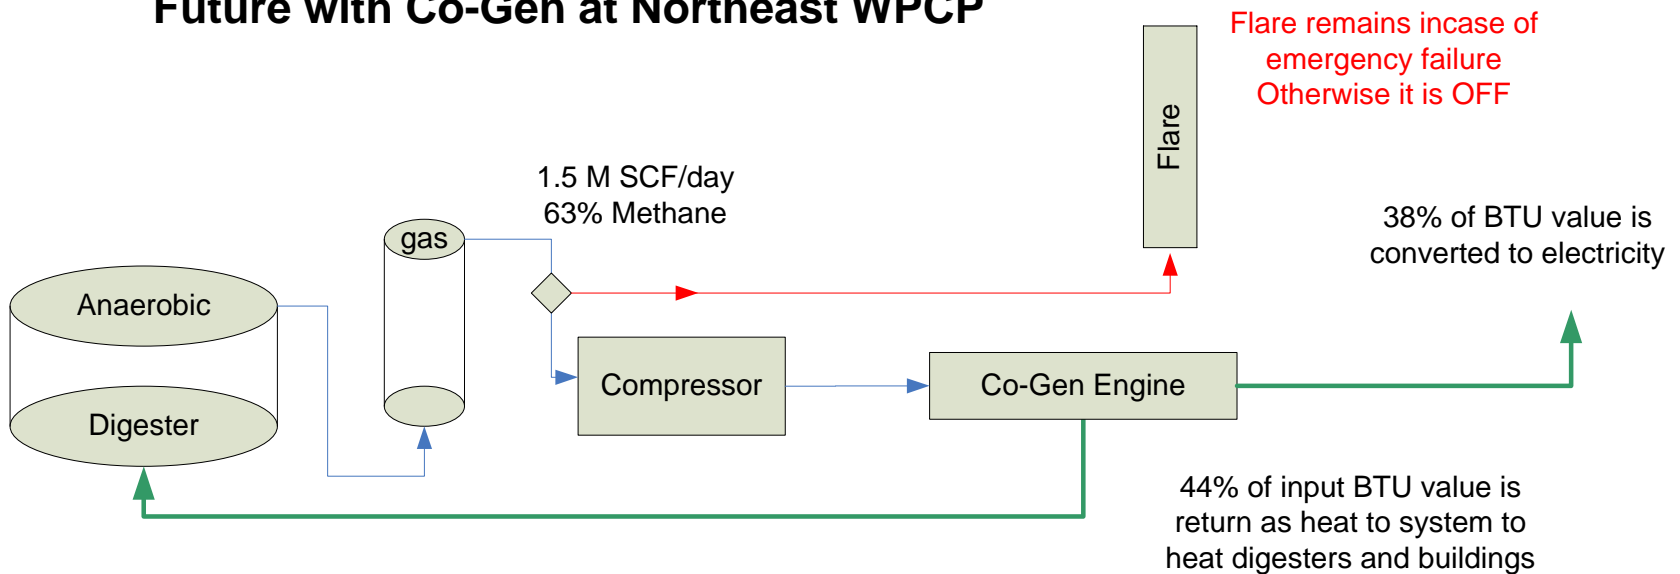 Future with Co-Gen at Northeast WPCP
Flare remains incase of
emergency failure
Otherwise it is OFF
Flare
1.5 M SCF/day
63% Methane
38% of BTU value is
converted to electricity
gas
Anaerobic
Digester
Compressor
Co-Gen Engine
44% of input BTU value is
return as heat to system to
heat digesters and buildings